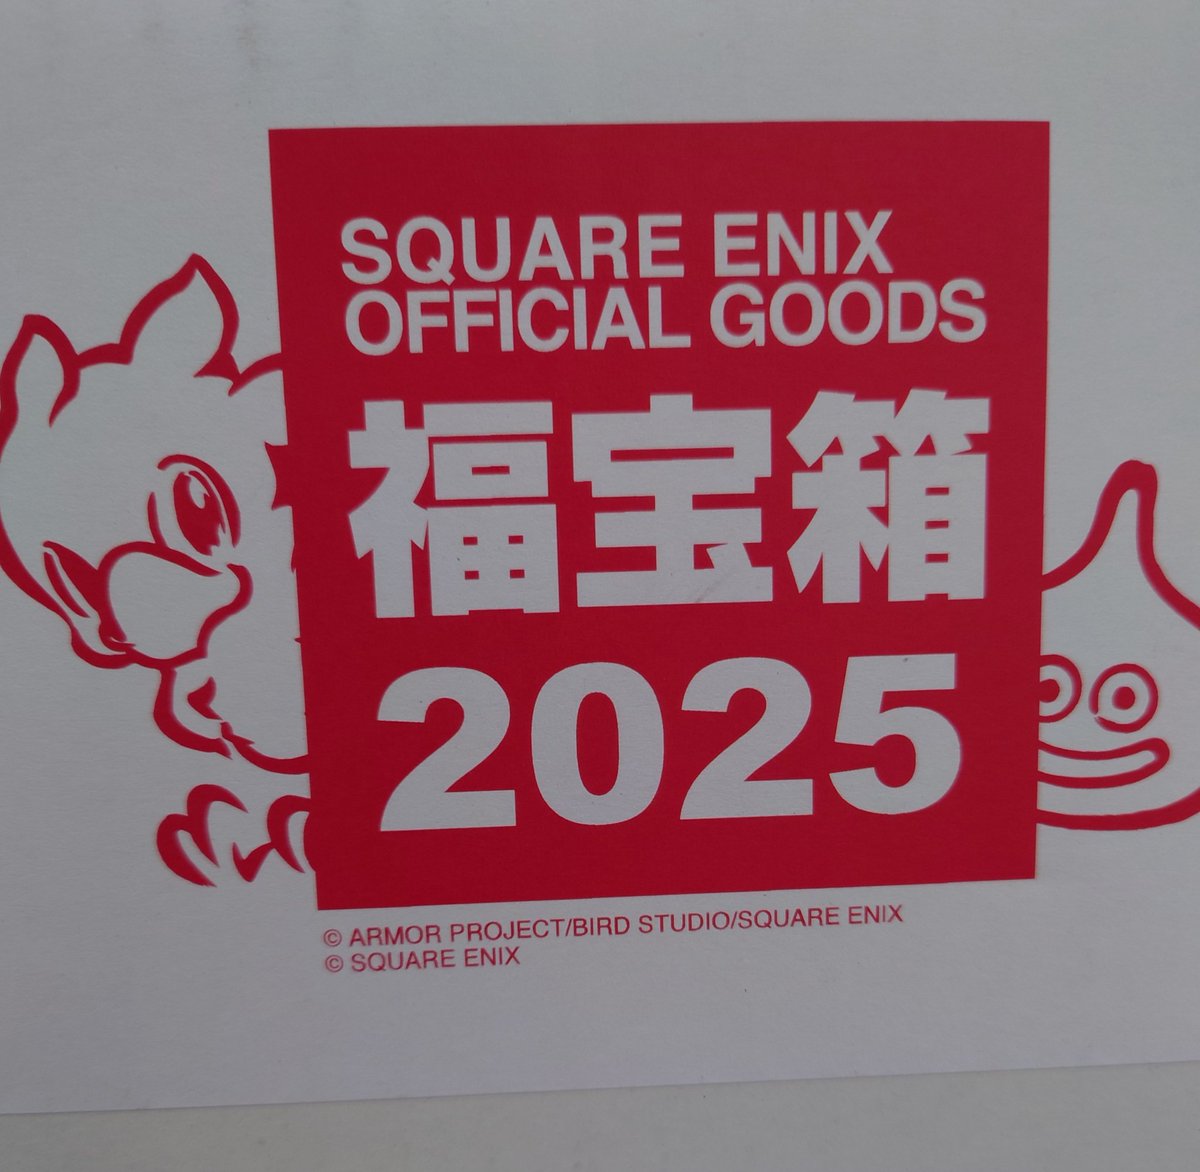 SQUARE ENIX
OFFICIAL GOODS
福宝箱
2025
© ARMOR PROJECT/BIRD STUDIO/SQUARE ENIX
© SQUARE ENIX